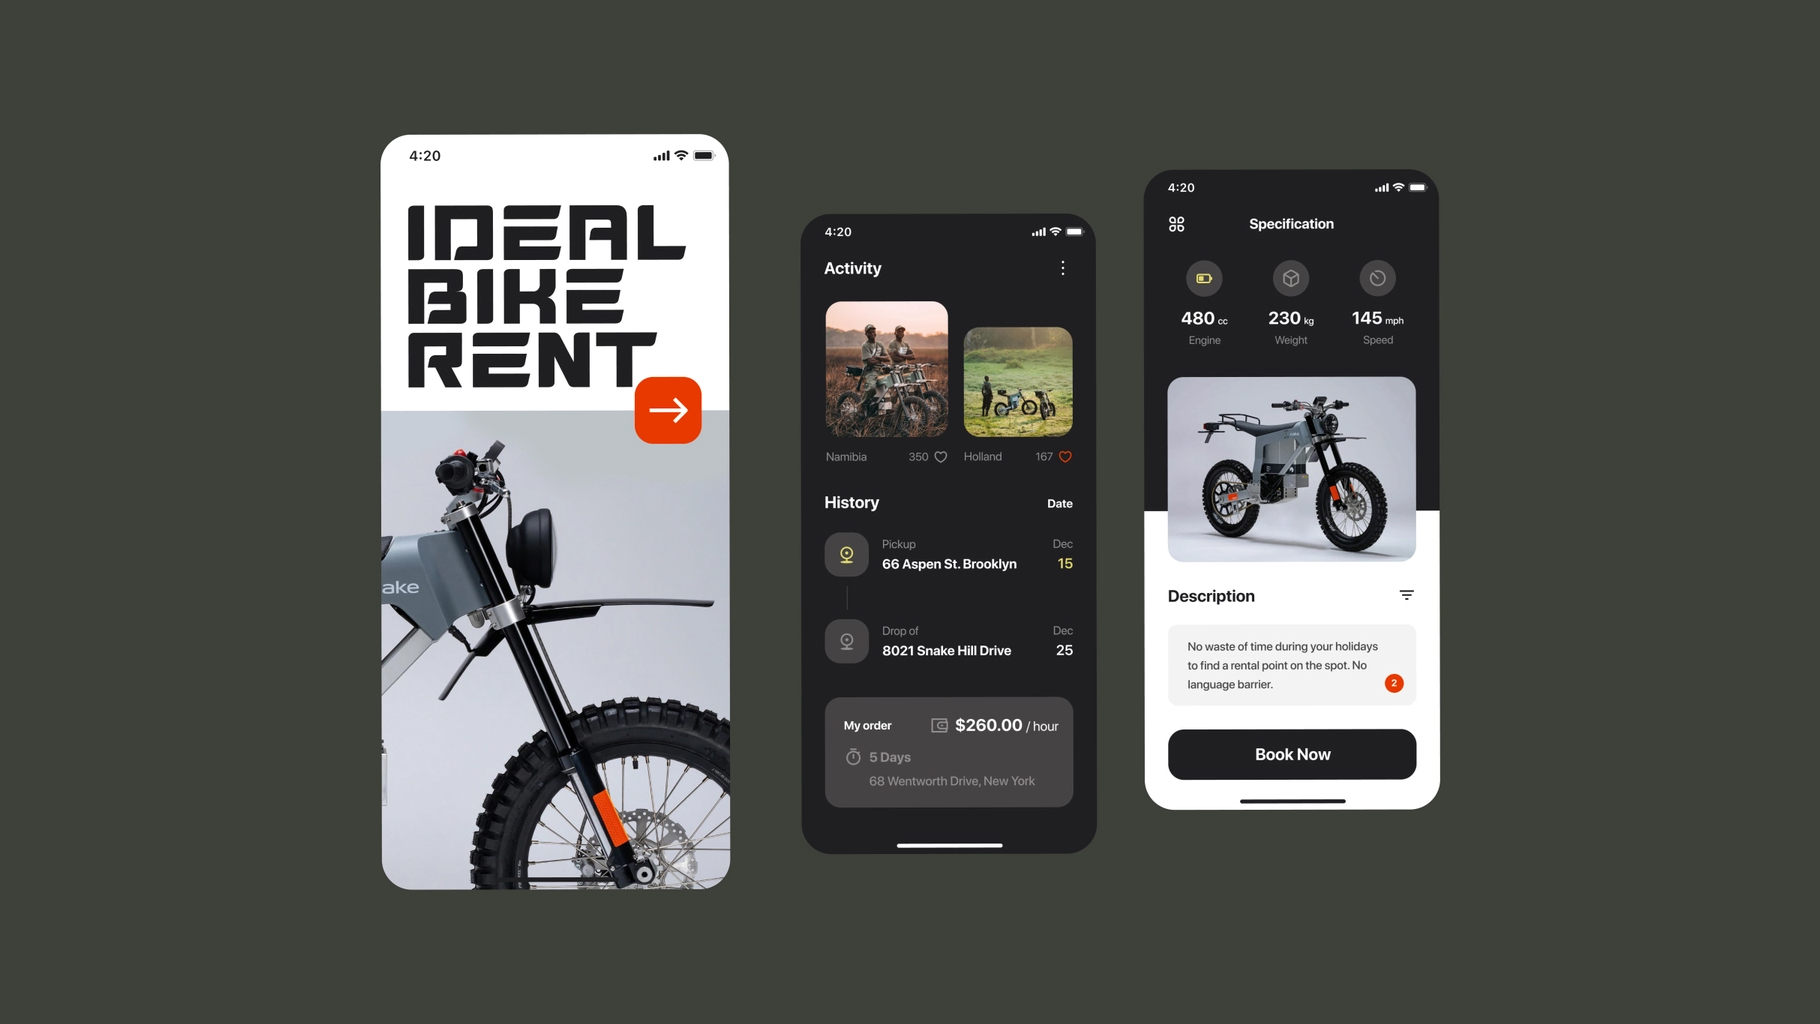 4:20
IDEAL
BIKE
RENT
ake
4:20
Activity
Namibia 350
Holland 167
History Date
Pickup Dec
66 Aspen St. Brooklyn 15
Drop of Dec
8021 Snake Hill Drive 25
My order $260.00 / hour
5 Days
68 Wentworth Drive, New York
4:20
Specification
480 cc 230 kg 145 mph
Engine Weight Speed
Description
No waste of time during your holidays
to find a rental point on the spot. No
language barrier.
2
Book Now